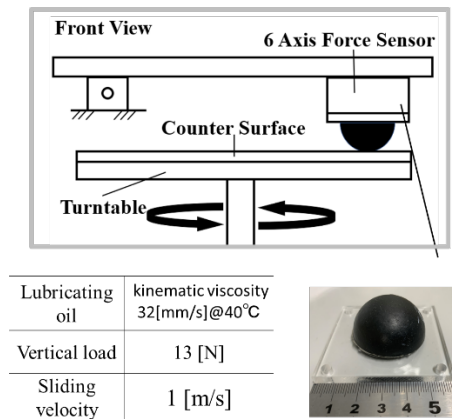 Front View
6 Axis Force Sensor
Counter Surface
Turntable
Lubricating oil
kinematic viscosity
32[mm/s]@40℃
Vertical load
13 [N]
Sliding velocity
1 [m/s]
1 2 3 4 5